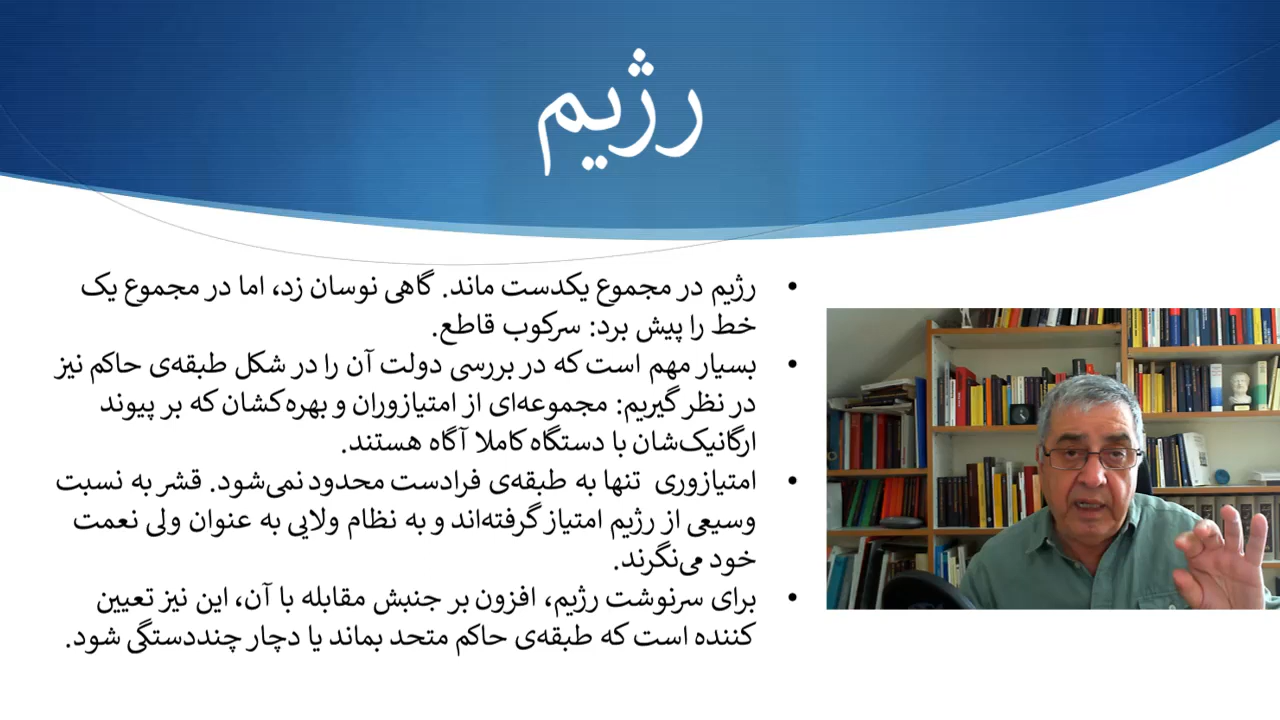 رژیم
• رژیم در مجموع یکدست ماند. گاهی نوسان زد، اما در مجموع یک
خط را پیش برد: سرکوب قاطع.
• بسیار مهم است که در بررسی دولت آن را در شکل طبقه‌ی حاکم نیز
در نظر گیریم: مجموعه‌ای از امتیازوران و بهره‌کشان که بر پیوند
ارگانیک‌شان با دستگاه کاملا آگاه هستند.
• امتیازوری تنها به طبقه‌ی فرادست محدود نمی‌شود. قشر به نسبت
وسیعی از رژیم امتیاز گرفته‌اند و به نظام ولایی به عنوان ولی نعمت
خود می‌نگرند.
• برای سرنوشت رژیم، افزون بر جنبش مقابله با آن، این نیز تعیین
کننده است که طبقه‌ی حاکم متحد بماند یا دچار چنددستگی شود.